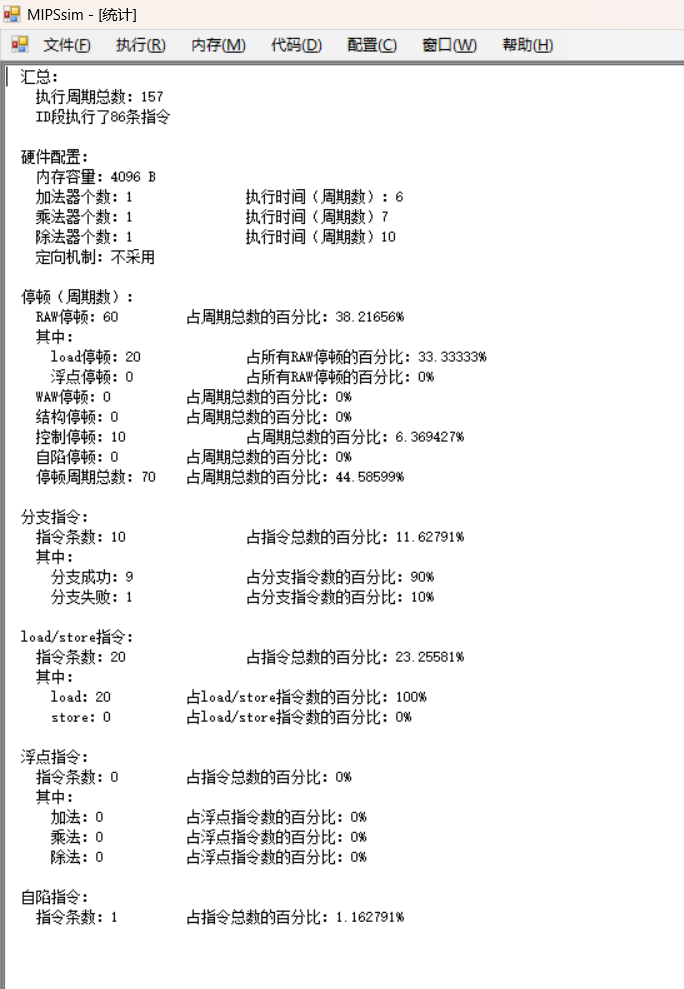 MIPSsim - [统计]
文件(F) 执行(R) 内存(M) 代码(D) 配置(C) 窗口(W) 帮助(H)
汇总：
执行周期总数：157
ID段执行了86条指令
硬件配置：
内存容量：4096 B
加法器个数：1 执行时间（周期数）：6
乘法器个数：1 执行时间（周期数）7
除法器个数：1 执行时间（周期数）10
定向机制：不采用
停顿（周期数）：
RAW停顿：60 占周期总数的百分比：38.21656%
其中：
load停顿：20 占所有RAW停顿的百分比：33.33333%
浮点停顿：0 占所有RAW停顿的百分比：0%
WAW停顿：0 占周期总数的百分比：0%
结构停顿：0 占周期总数的百分比：0%
控制停顿：10 占周期总数的百分比：6.369427%
自陷停顿：0 占周期总数的百分比：0%
停顿周期总数：70 占周期总数的百分比：44.58599%
分支指令：
指令条数：10 占指令总数的百分比：11.62791%
其中：
分支成功：9 占分支指令数的百分比：90%
分支失败：1 占分支指令数的百分比：10%
load/store指令：
指令条数：20 占指令总数的百分比：23.25581%
其中：
load：20 占load/store指令数的百分比：100%
store：0 占load/store指令数的百分比：0%
浮点指令：
指令条数：0 占指令总数的百分比：0%
其中：
加法：0 占浮点指令数的百分比：0%
乘法：0 占浮点指令数的百分比：0%
除法：0 占浮点指令数的百分比：0%
自陷指令：
指令条数：1 占指令总数的百分比：1.162791%